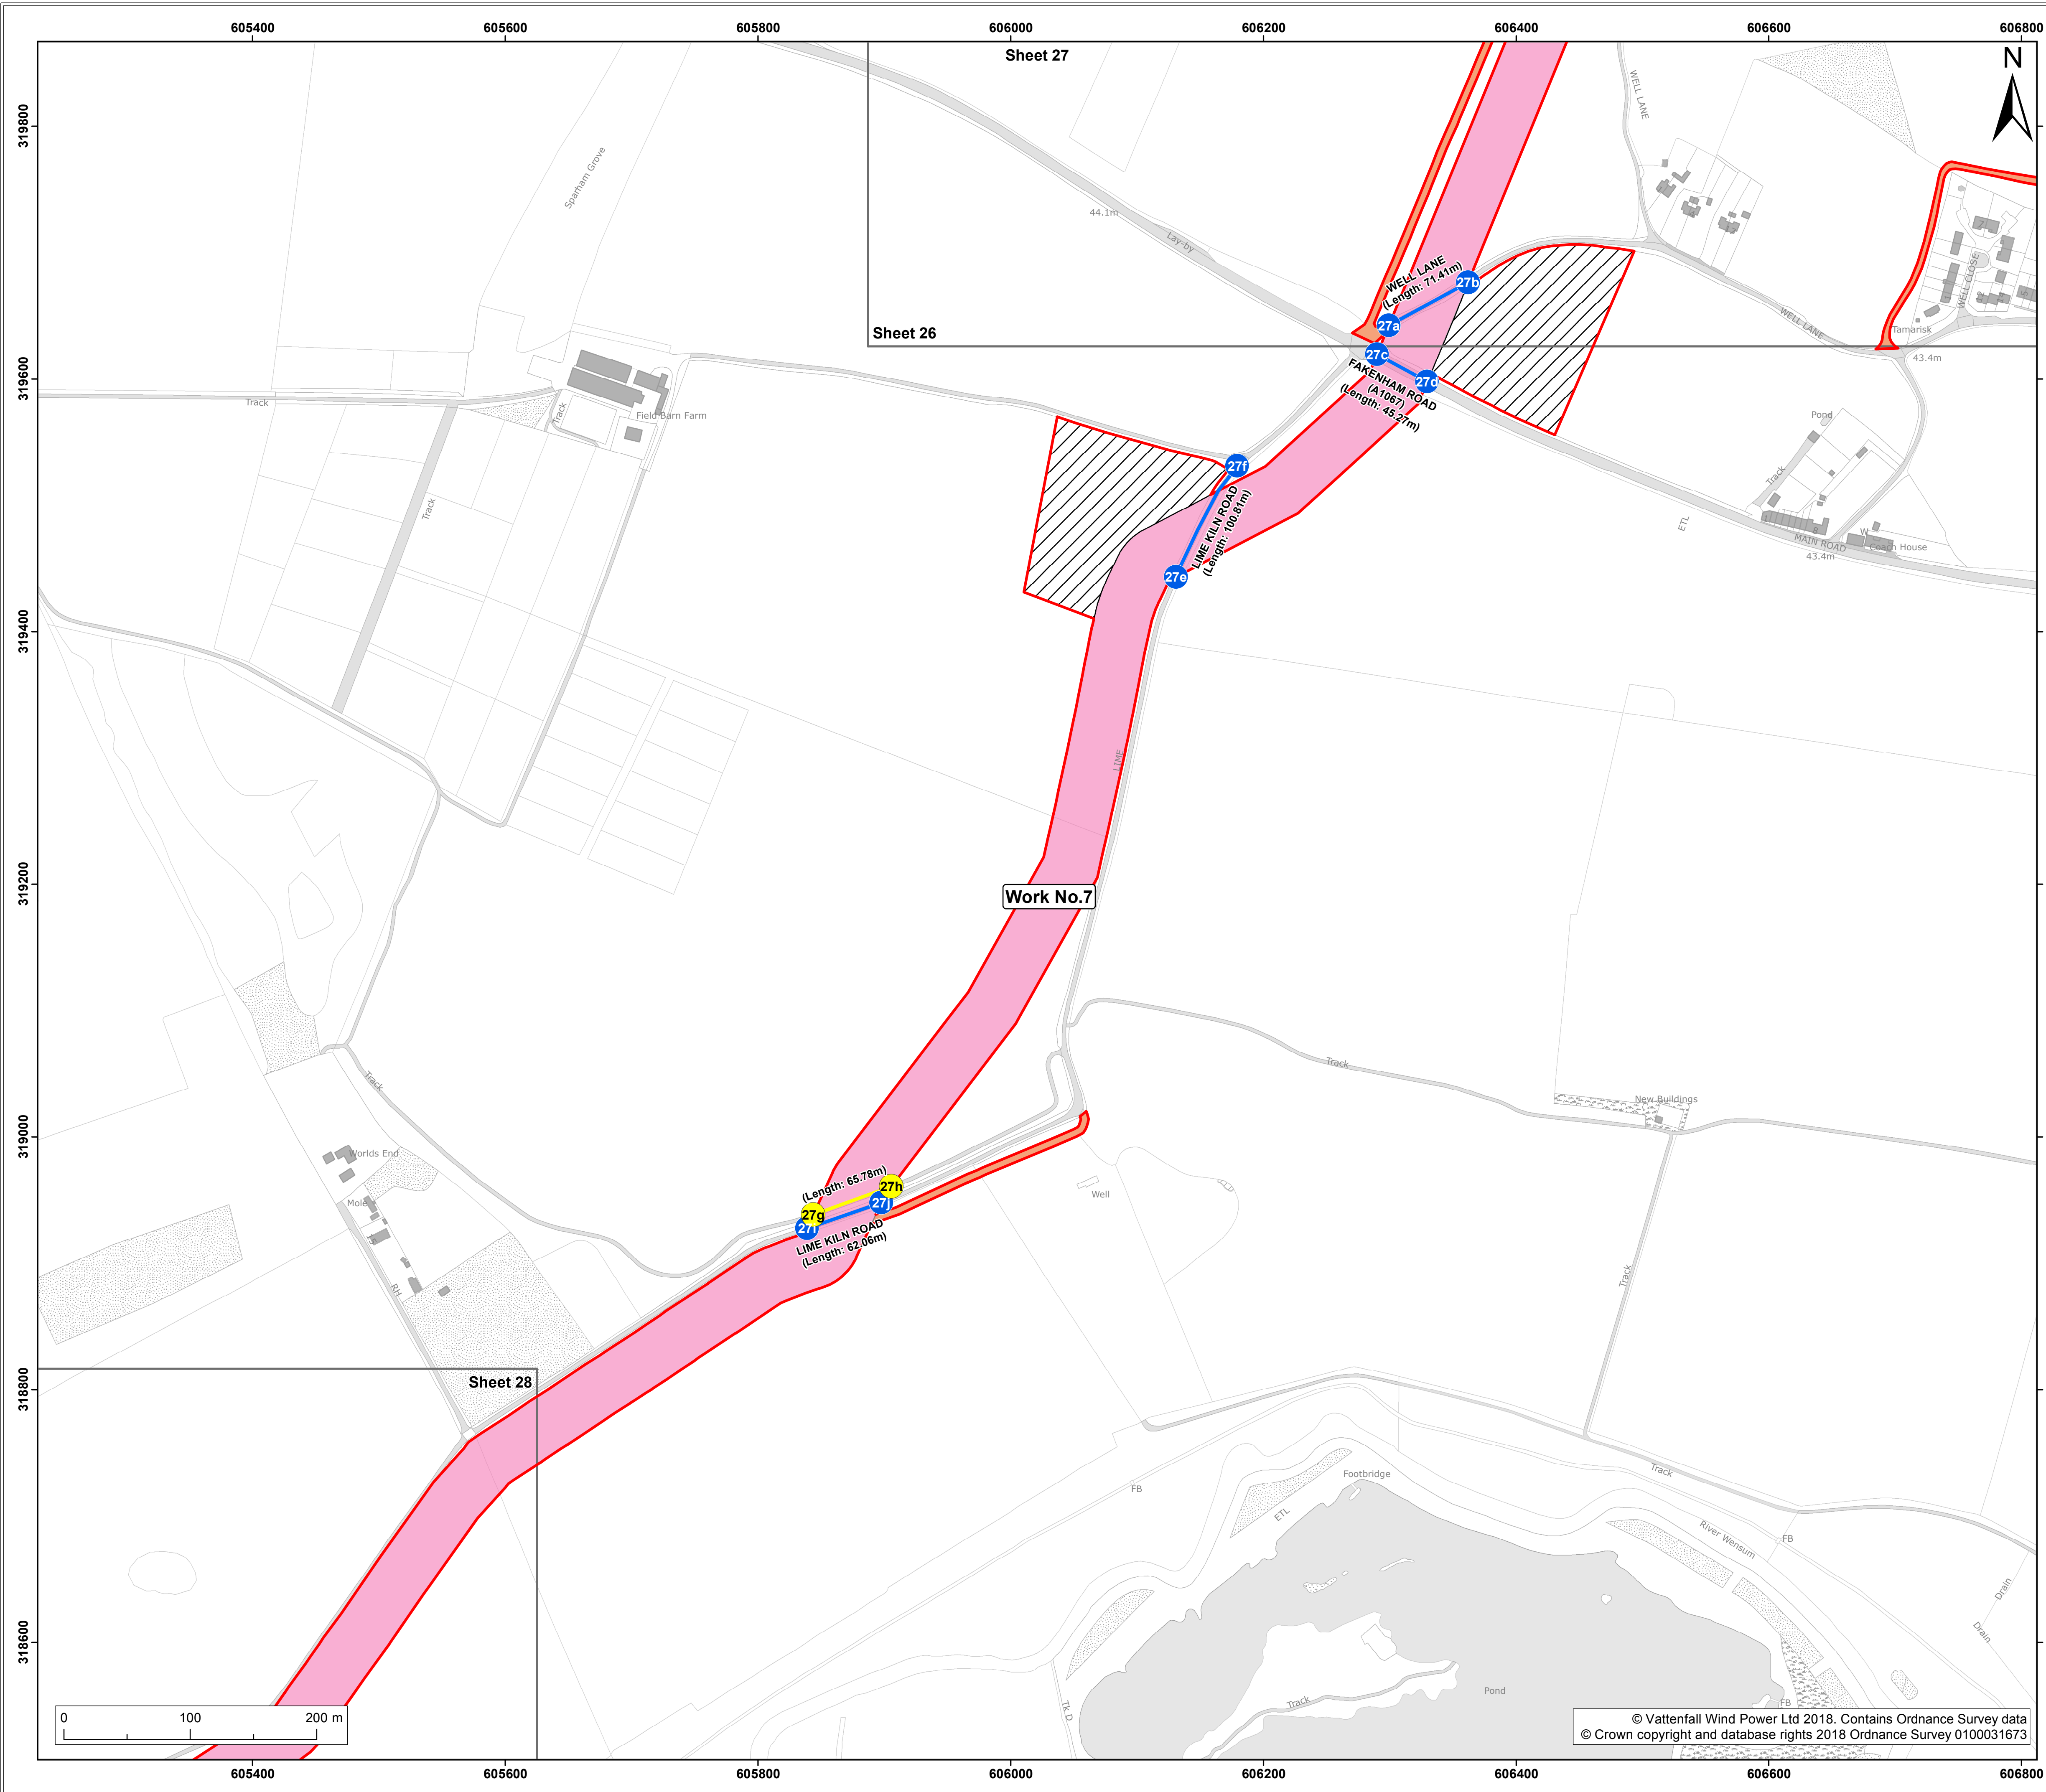 605400 605600 605800 606000 606200 606400 606600 606800
Sheet 27
N
WELL LANE
319800
Sparham Grove
44.1m
Lay-by
WELL LANE
(Length: 71.41m)
27b
27a
WELL CLOSE
WELL LANE
Tamarisk
Sheet 26
43.4m
27c
319600
27d
FAKENHAM ROAD
(A1067)
(Length: 45.27m)
Track
Track
Field Barn Farm
Pond
Track
27f
LIME KILN ROAD
(Length: 100.81m)
Track
ETL
MAIN ROAD
W
Coach House
43.4m
27e
319400
LIME
319200
Work No.7
Track
Track
New Buildings
319000
Worlds End
(Length: 65.78m)
27h
Well
27j
27g
27i
LIME KILN ROAD
(Length: 62.06m)
RH
Track
318800
Sheet 28
Track
Footbridge
FB
ETL
River Wensum
FB
Drain
Drain
318600
Tk D
Track
Pond
FB
0 100 200 m
© Vattenfall Wind Power Ltd 2018. Contains Ordnance Survey data
© Crown copyright and database rights 2018 Ordnance Survey 0100031673
605400 605600 605800 606000 606200 606400 606600 606800